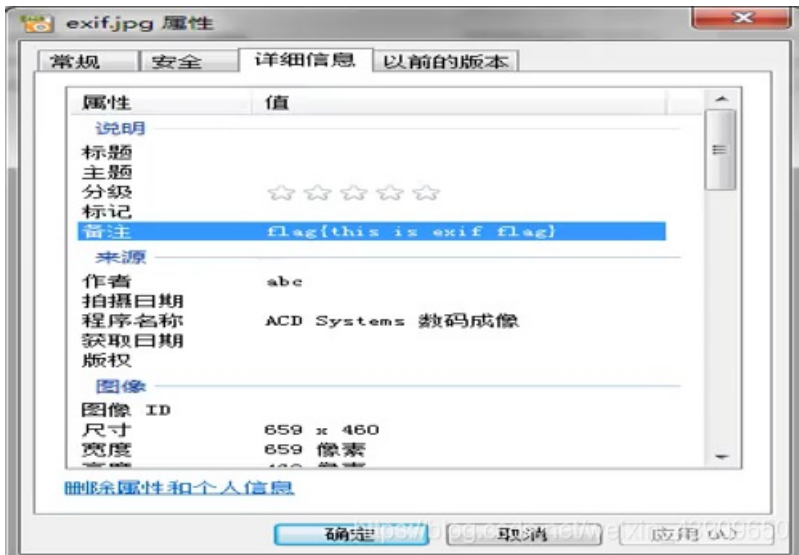 exif.jpg 属性
常规 安全 详细信息 以前的版本
属性 值
说明
标题
主题
分级
标记
备注 flag{this is exif flag}
来源
作者 abc
拍摄日期
程序名称 ACD Systems 数码成像
获取日期
版权
图像
图像 ID
尺寸 659 x 460
宽度 659 像素
删除属性和个人信息
确定 取消 应用(A)